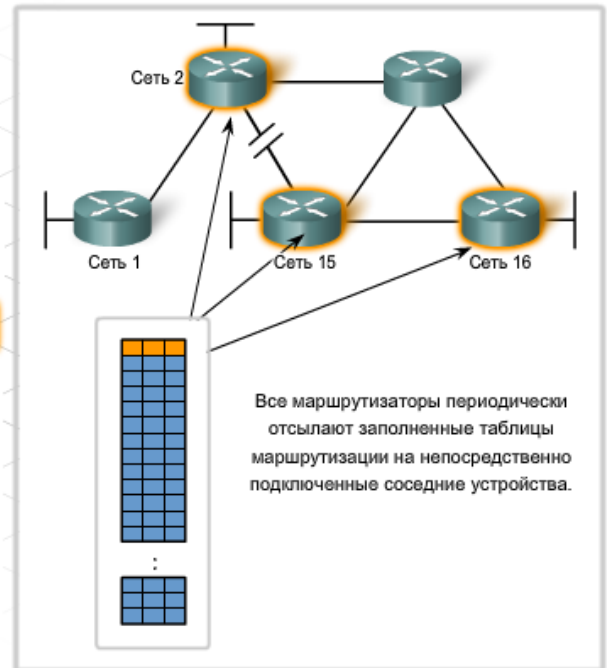 Сеть 2
Сеть 1
Сеть 15
Сеть 16
Все маршрутизаторы периодически
отсылают заполненные таблицы
маршрутизации на непосредственно
подключенные соседние устройства.
: